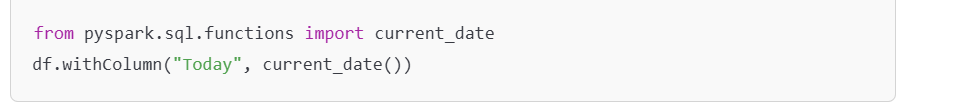 from pyspark.sql.functions import current_date
df.withColumn("Today", current_date())